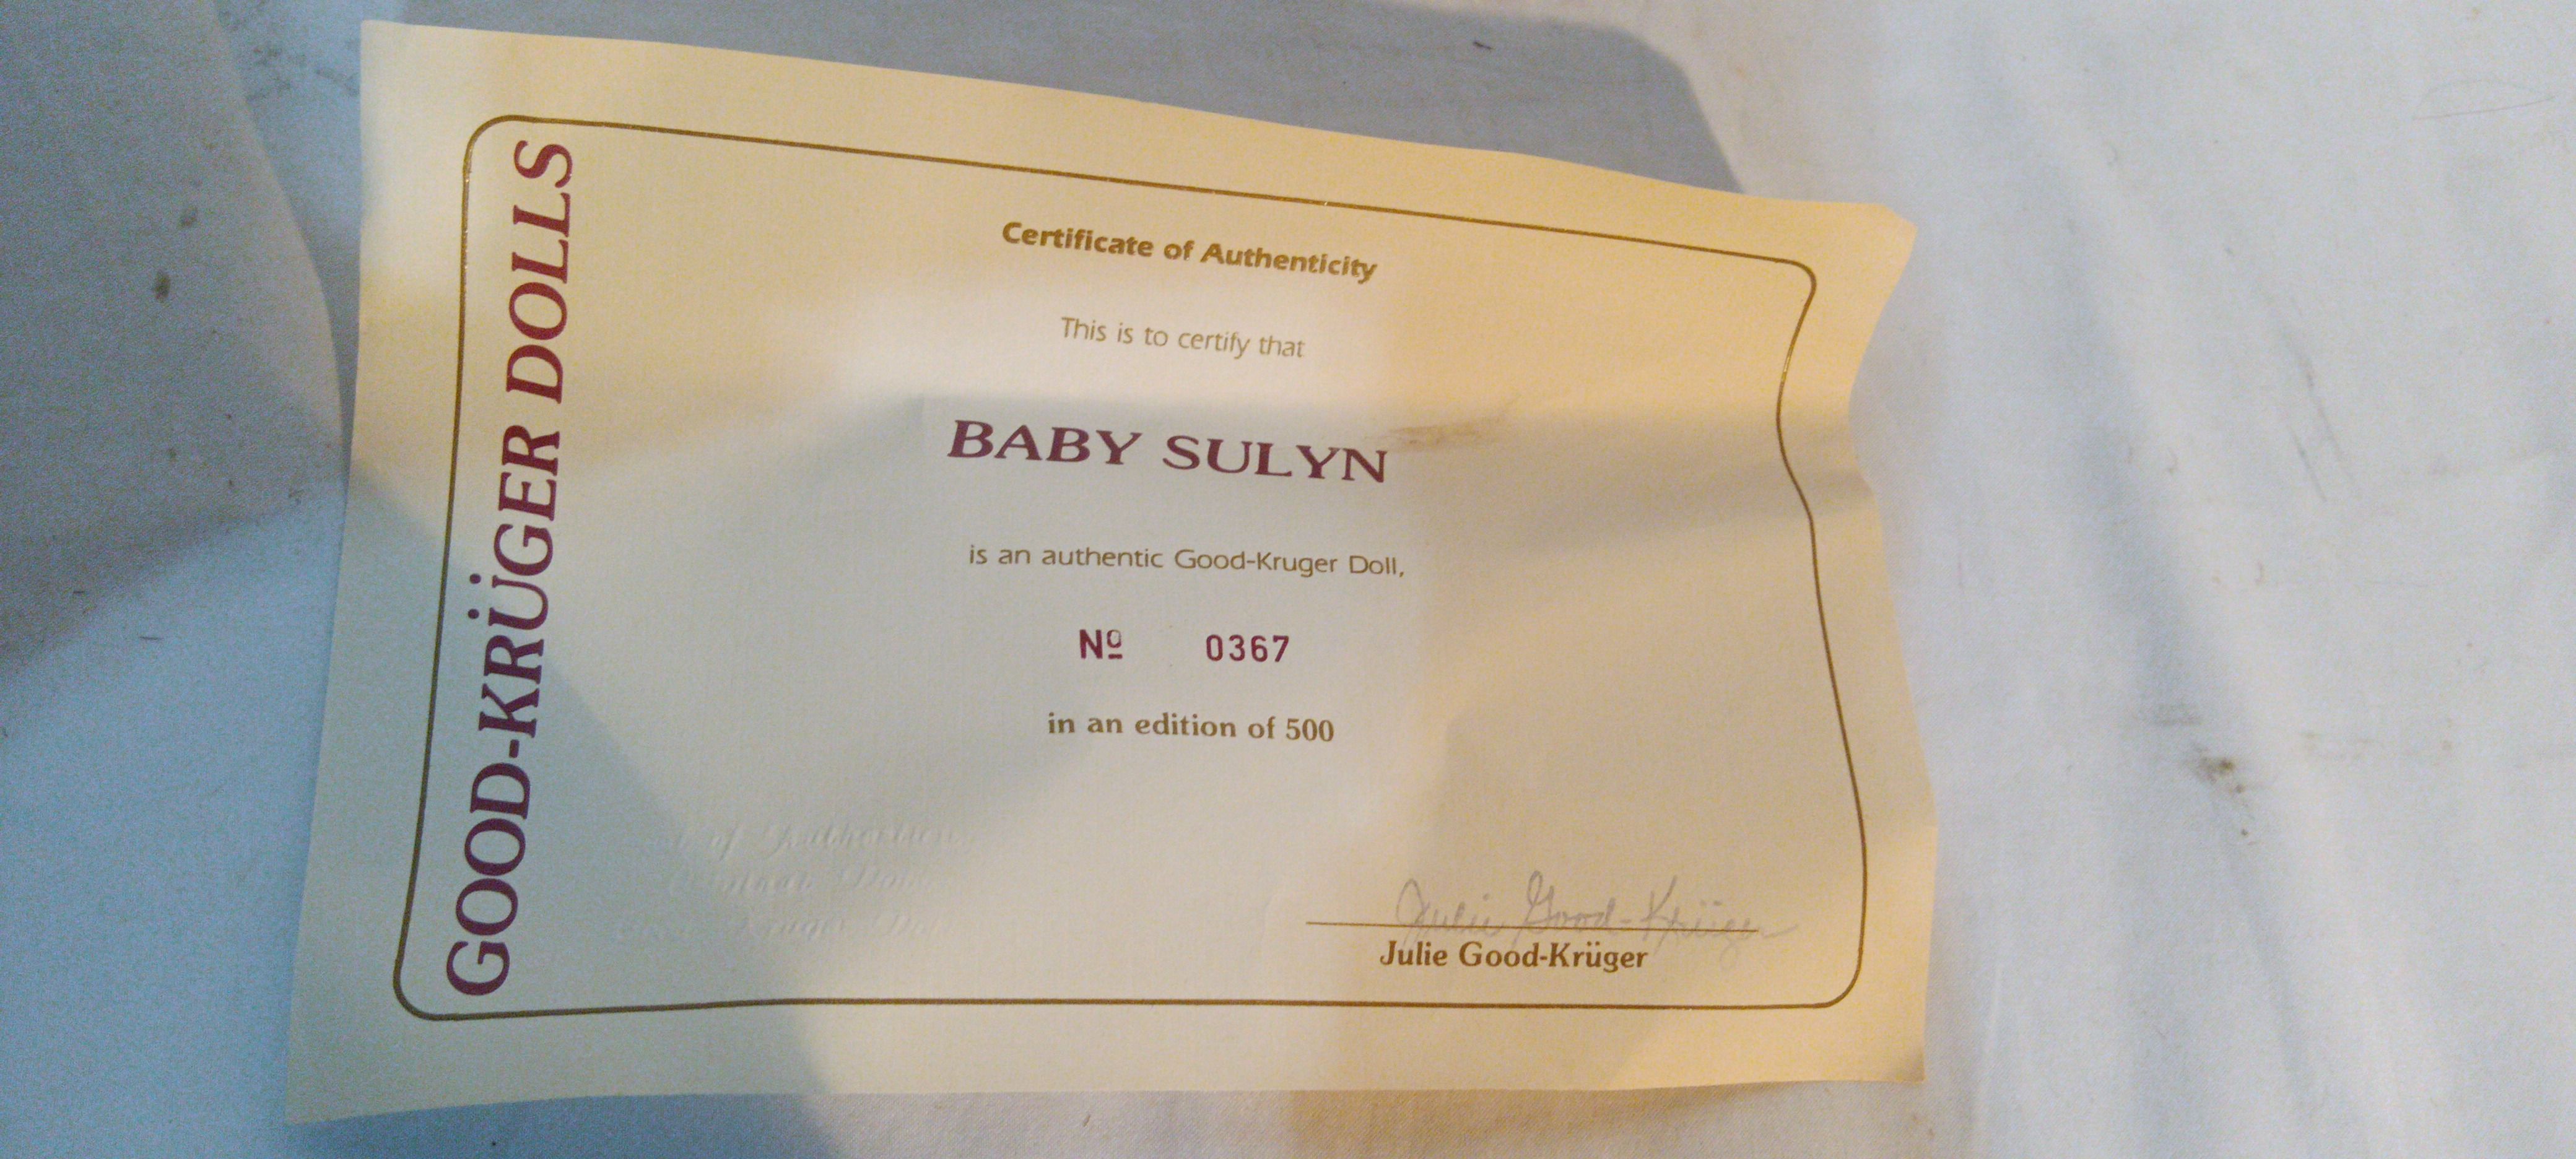 GOOD-KRÜGER DOLLS
Certificate of Authenticity
This is to certify that
BABY SULYN
is an authentic Good-Kruger Doll,
Nº 0367
in an edition of 500
of
Julie Good-Krüger
Julie Good-Krüger